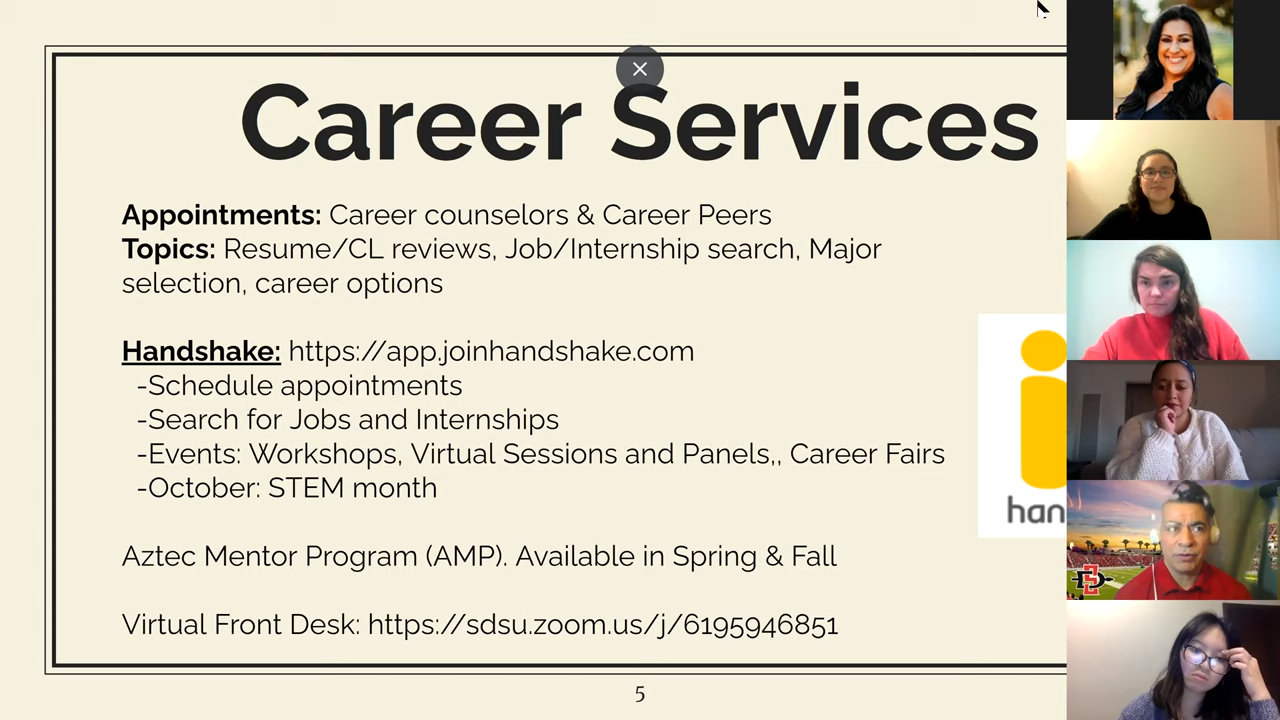 Career Services
Appointments: Career counselors & Career Peers
Topics: Resume/CL reviews, Job/Internship search, Major
selection, career options
Handshake: https://app.joinhandshake.com
-Schedule appointments
-Search for Jobs and Internships
-Events: Workshops, Virtual Sessions and Panels,, Career Fairs
-October: STEM month
han
Aztec Mentor Program (AMP). Available in Spring & Fall
Virtual Front Desk: https://sdsu.zoom.us/j/6195946851
5
SD